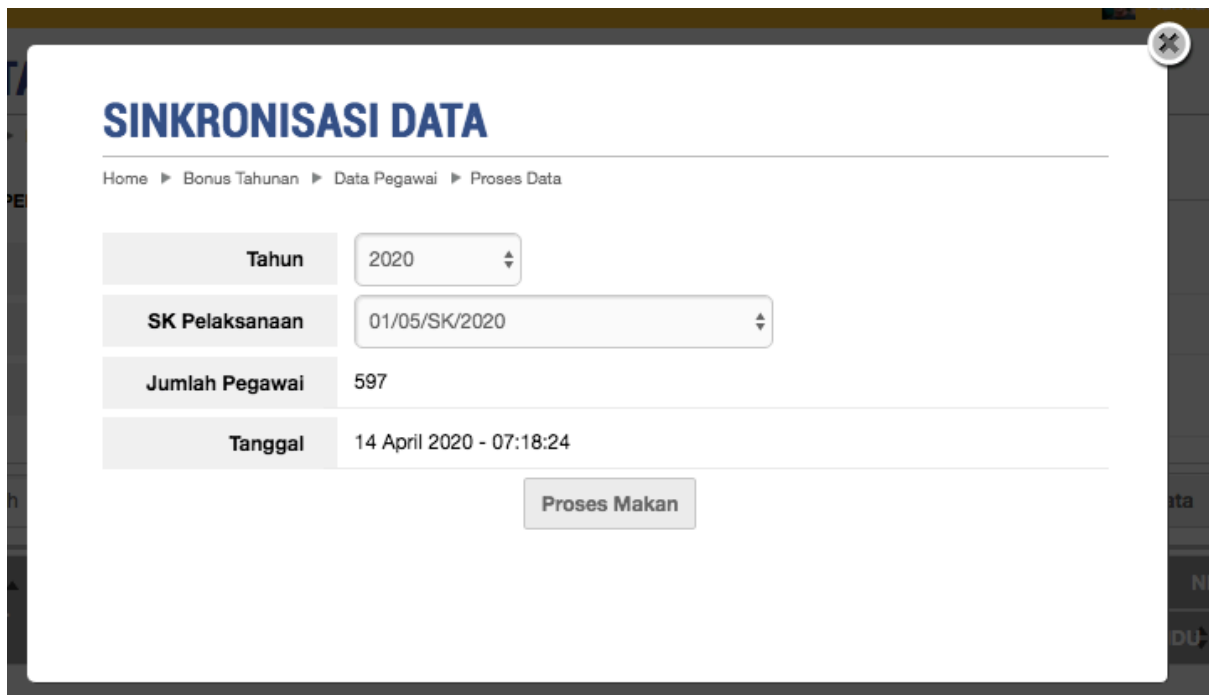 SINKRONISASI DATA
Home ▶ Bonus Tahunan ▶ Data Pegawai ▶ Proses Data
Tahun 2020
SK Pelaksanaan 01/05/SK/2020
Jumlah Pegawai 597
Tanggal 14 April 2020 - 07:18:24
Proses Makan